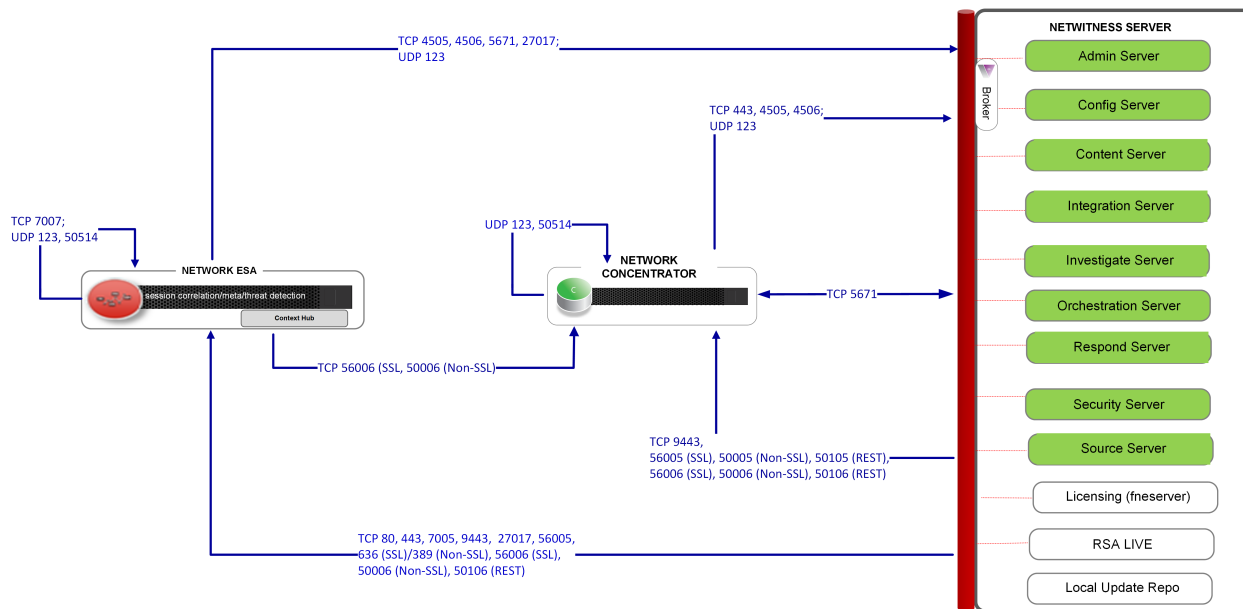 TCP 4505, 4506, 5671, 27017;
UDP 123
NETWITNESS SERVER
Admin Server
Broker
Config Server
TCP 443, 4505, 4506;
UDP 123
Content Server
Integration Server
TCP 7007;
UDP 123, 50514
UDP 123, 50514
NETWORK ESA
session correlation/meta/threat detection
Context Hub
NETWORK
CONCENTRATOR
C
Investigate Server
TCP 5671
Orchestration Server
Respond Server
TCP 56006 (SSL, 50006 (Non-SSL)
Security Server
TCP 9443,
56005 (SSL), 50005 (Non-SSL), 50105 (REST),
56006 (SSL), 50006 (Non-SSL), 50106 (REST)
Source Server
Licensing (fneserver)
TCP 80, 443, 7005, 9443, 27017, 56005,
636 (SSL)/389 (Non-SSL), 56006 (SSL),
50006 (Non-SSL), 50106 (REST)
RSA LIVE
Local Update Repo